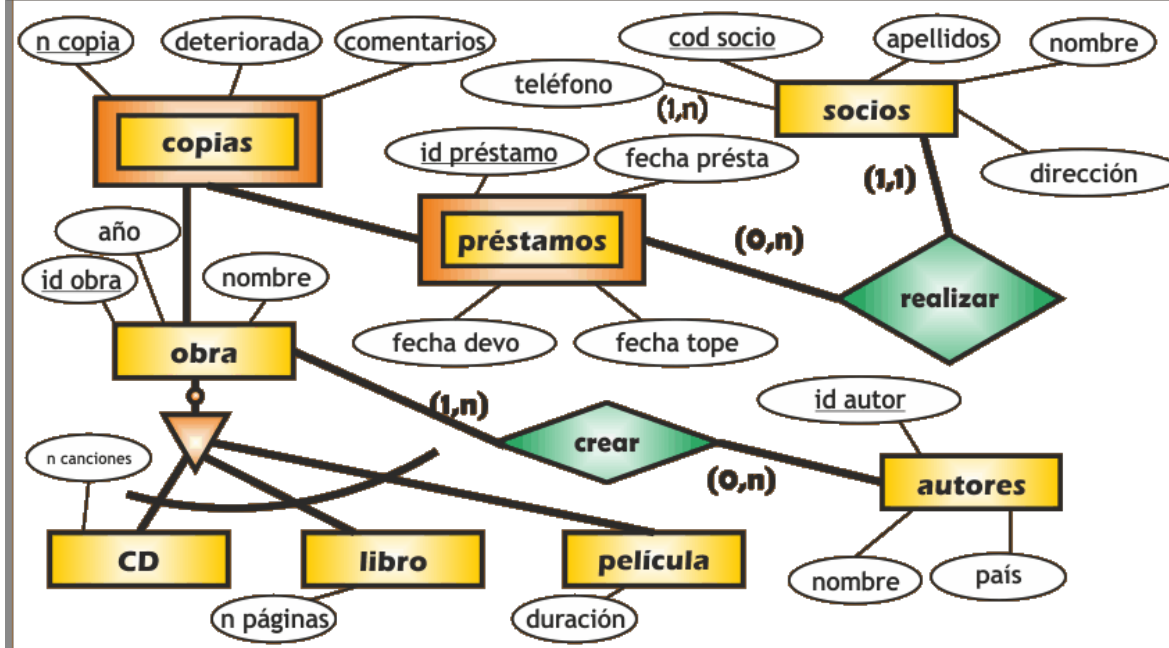 n copia
deteriorada
comentarios
cod socio
apellidos
nombre
teléfono
(1,n)
socios
copias
id préstamo
fecha présta
(1,1)
dirección
año
préstamos
(0,n)
id obra
nombre
realizar
obra
fecha devo
fecha tope
(1,n)
id autor
n canciones
crear
(0,n)
autores
CD
libro
película
nombre
país
n páginas
duración